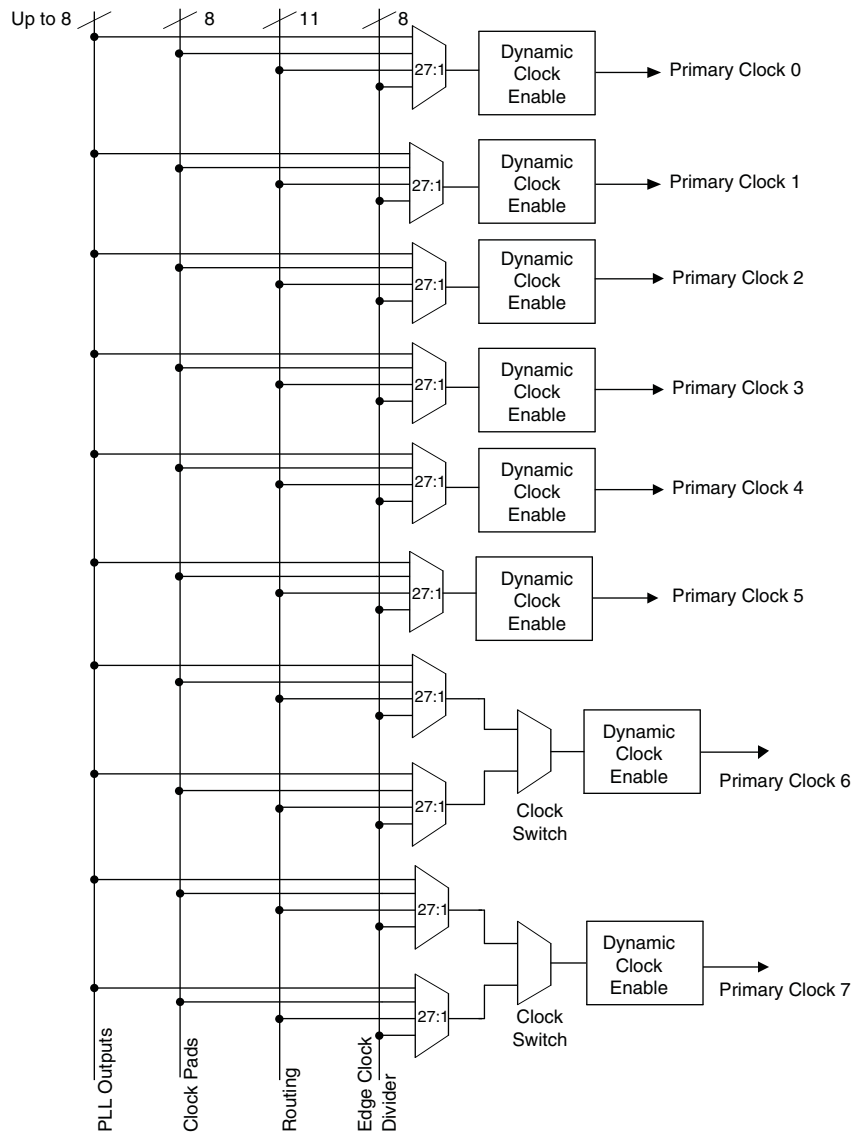 Up to 8
8
11
8
27:1
Dynamic
Clock
Enable
Primary Clock 0
27:1
Dynamic
Clock
Enable
Primary Clock 1
27:1
Dynamic
Clock
Enable
Primary Clock 2
27:1
Dynamic
Clock
Enable
Primary Clock 3
27:1
Dynamic
Clock
Enable
Primary Clock 4
27:1
Dynamic
Clock
Enable
Primary Clock 5
27:1
27:1
Clock
Switch
Dynamic
Clock
Enable
Primary Clock 6
27:1
27:1
Clock
Switch
Dynamic
Clock
Enable
Primary Clock 7
PLL Outputs
Clock Pads
Routing
Edge Clock
Divider